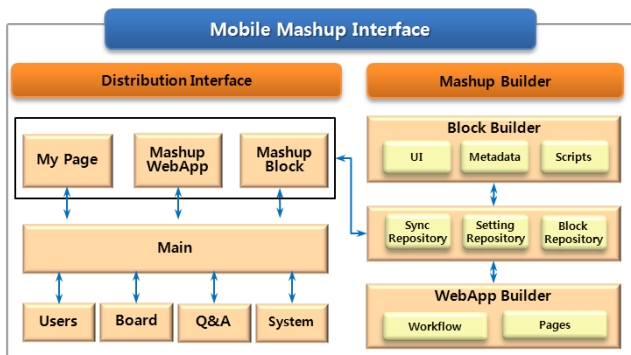 Mobile Mashup Interface
Distribution Interface
Mashup Builder
My Page
Mashup
WebApp
Mashup
Block
Main
Users
Board
Q&A
System
Block Builder
UI
Metadata
Scripts
Sync
Repository
Setting
Repository
Block
Repository
WebApp Builder
Workflow
Pages